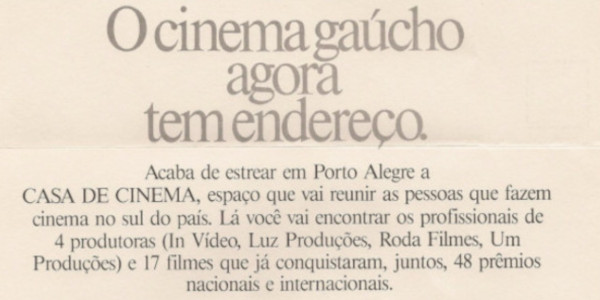 O cinema gaúcho
agora
tem endereço.
Acaba de estrear em Porto Alegre a
CASA DE CINEMA, espaço que vai reunir as pessoas que fazem
cinema no sul do país. Lá você vai encontrar os profissionais de
4 produtoras (In Vídeo, Luz Produções, Roda Filmes, Um
Produções) e 17 filmes que já conquistaram, juntos, 48 prêmios
nacionais e internacionais.